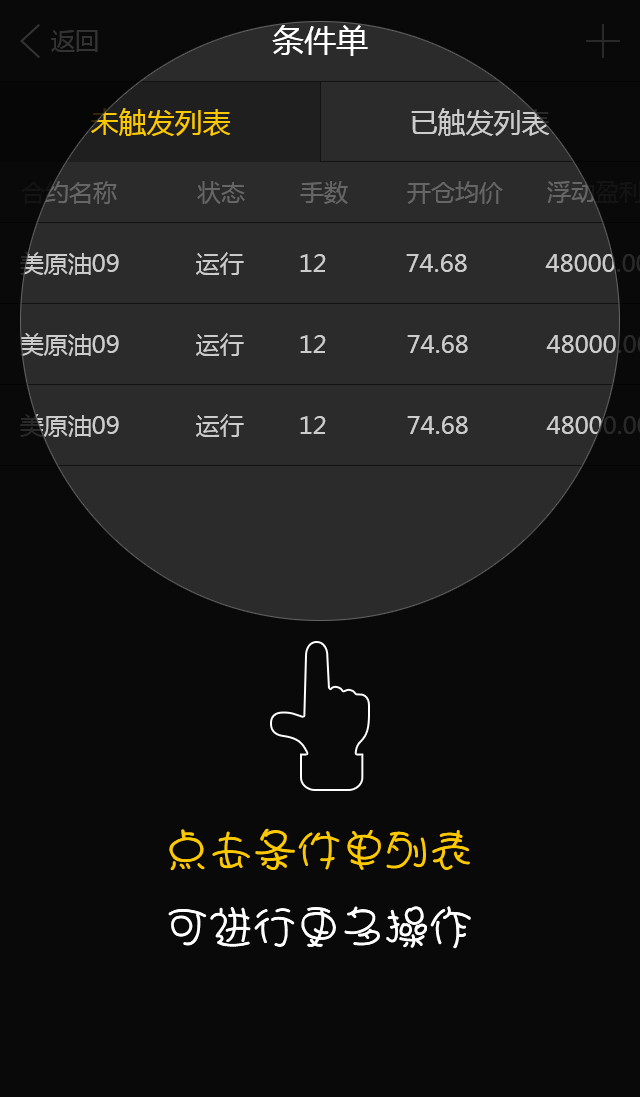 返回 条件单
未触发列表 已触发列表
合约名称 状态 手数 开仓均价 浮动盈利
美原油09 运行 12 74.68 48000.00
美原油09 运行 12 74.68 48000.00
美原油09 运行 12 74.68 48000.00
点击条件单列表
可进行更多操作